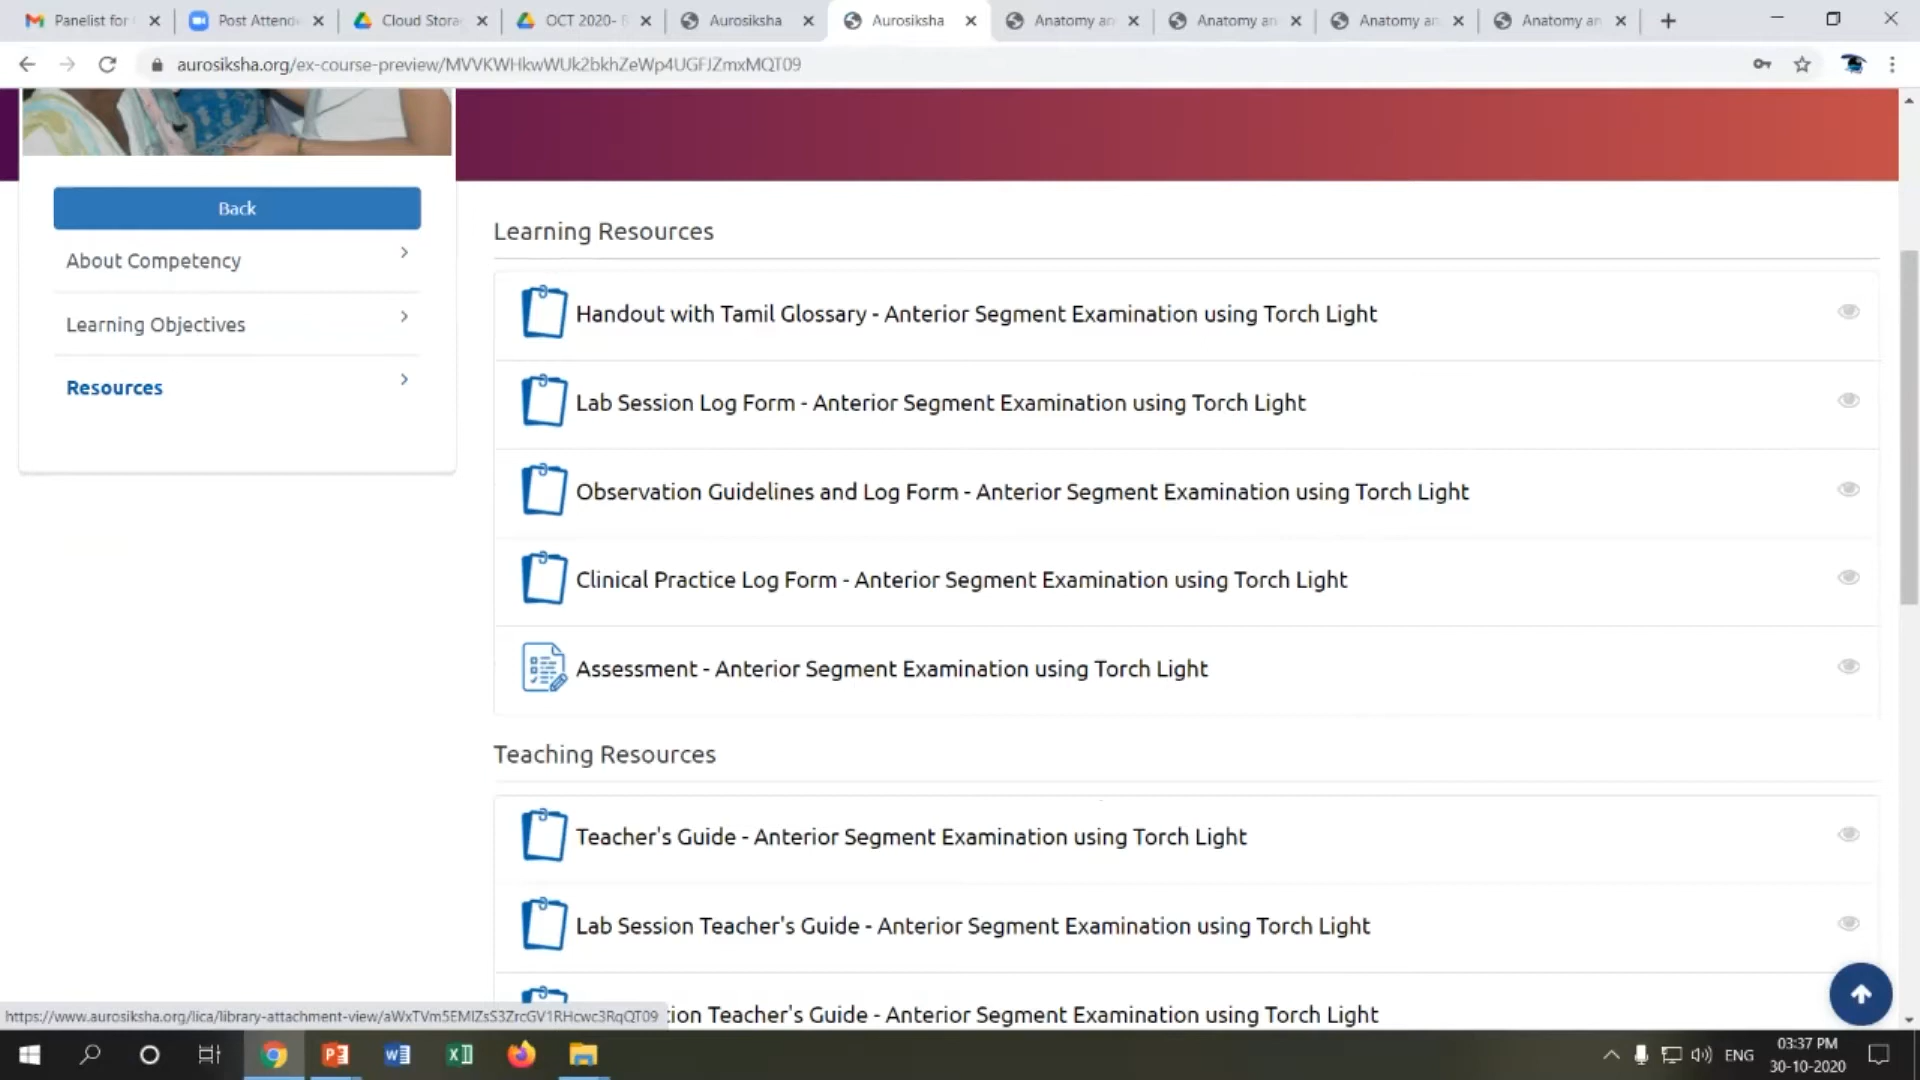 Panelist for
Post Attend
Cloud Stora
OCT 2020-
Aurosiksha
Aurosiksha
Anatomy an
Anatomy an
Anatomy an
Anatomy an
aurosiksha.org/ex-course-preview/MVVKWHkwWUk2bkhZeWp4UGFJZmxMQT09
Back
About Competency
Learning Objectives
Resources
Learning Resources
Handout with Tamil Glossary - Anterior Segment Examination using Torch Light
Lab Session Log Form - Anterior Segment Examination using Torch Light
Observation Guidelines and Log Form - Anterior Segment Examination using Torch Light
Clinical Practice Log Form - Anterior Segment Examination using Torch Light
Assessment - Anterior Segment Examination using Torch Light
Teaching Resources
Teacher's Guide - Anterior Segment Examination using Torch Light
Lab Session Teacher's Guide - Anterior Segment Examination using Torch Light
ion Teacher's Guide - Anterior Segment Examination using Torch Light
https://www.aurosiksha.org/lica/library-attachment-view/aWxTVm5EMlZsS3ZrcGV1RHcwc3RqQT09
ENG
03:37 PM
30-10-2020